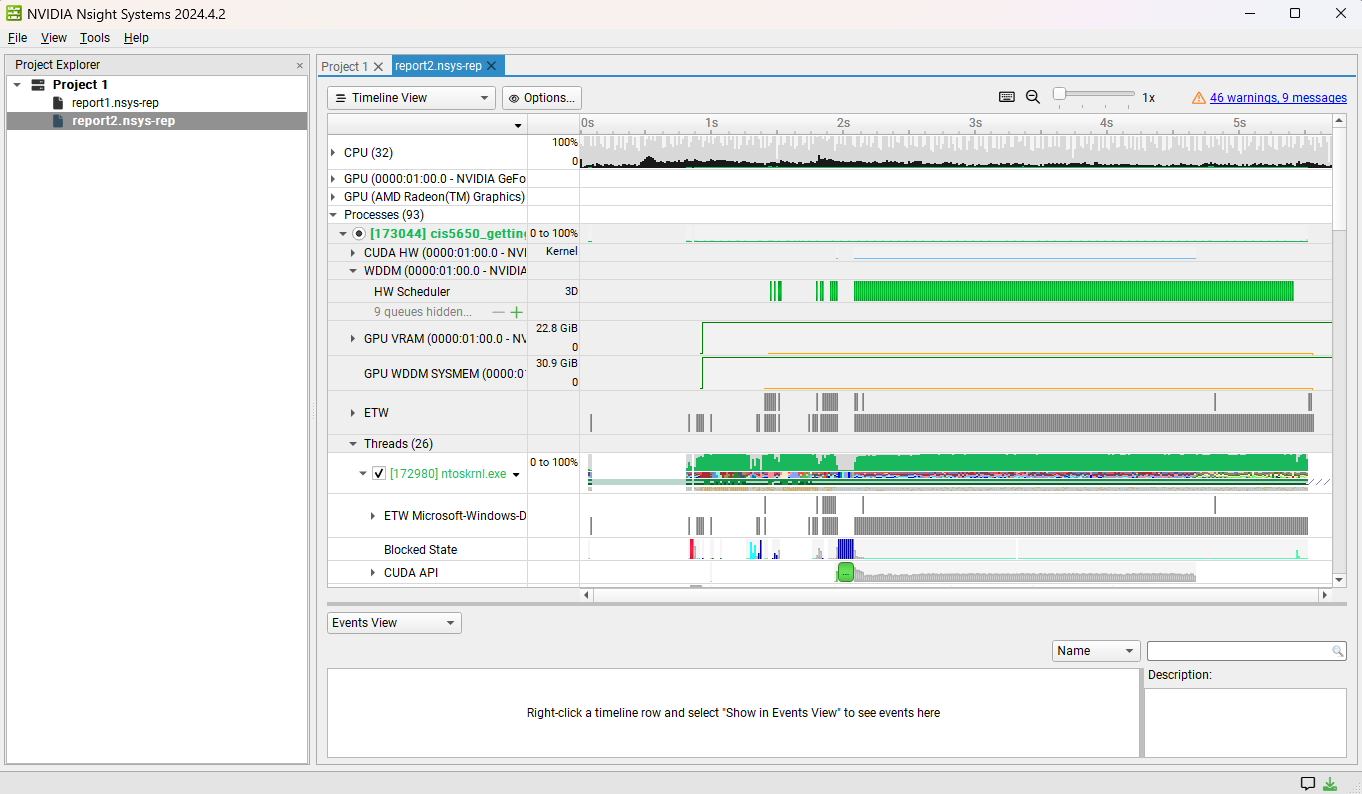 NVIDIA Nsight Systems 2024.4.2
File View Tools Help
Project Explorer
Project 1
report1.nsys-rep
report2.nsys-rep
Project 1
report2.nsys-rep
Timeline View
Options...
1x
46 warnings, 9 messages
0s 1s 2s 3s 4s 5s
CPU (32)
100%
0
GPU (0000:01:00.0 - NVIDIA GeFo
GPU (AMD Radeon(TM) Graphics)
Processes (93)
[173044] cis5650_getting
0 to 100%
CUDA HW (0000:01:00.0 - NVI
Kernel
WDDM (0000:01:00.0 - NVIDIA
HW Scheduler
3D
9 queues hidden...
GPU VRAM (0000:01:00.0 - NV
22.8 GiB
0
GPU WDDM SYSMEM (0000:0
30.9 GiB
0
ETW
Threads (26)
[172980] ntoskrnl.exe
0 to 100%
ETW Microsoft-Windows-D
Blocked State
CUDA API
...
Events View
Name
Description:
Right-click a timeline row and select "Show in Events View" to see events here